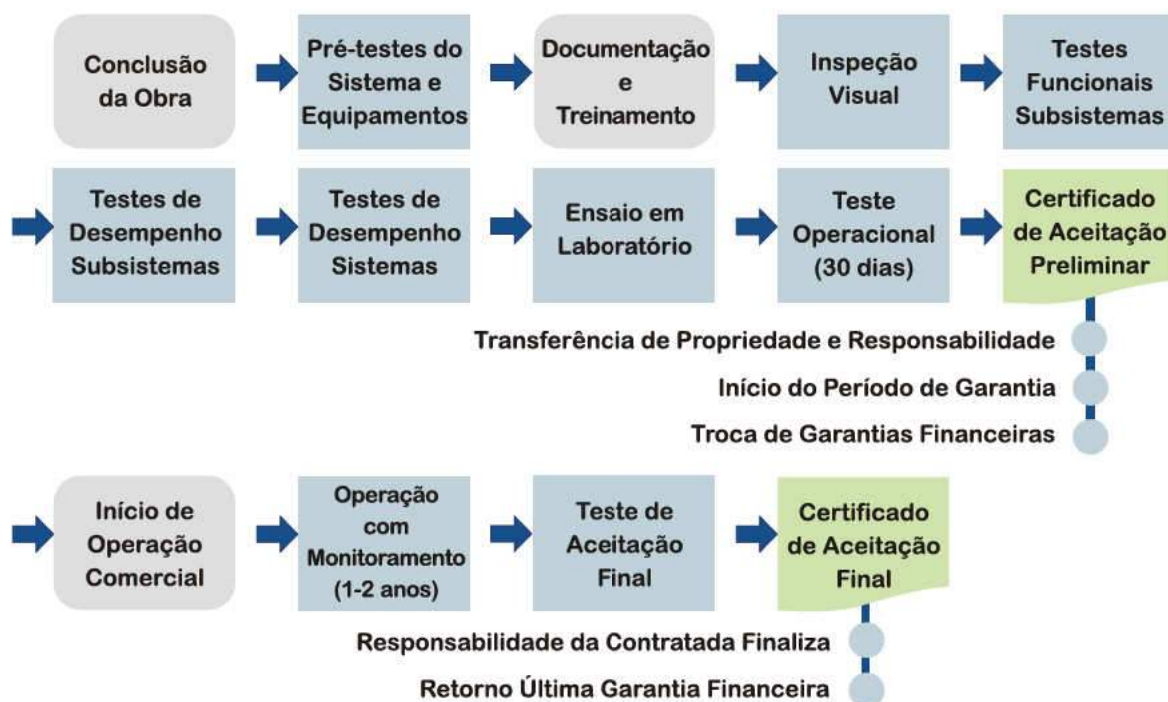 Conclusão
da Obra
Pré-testes do
Sistema e
Equipamentos
Documentação
e
Treinamento
Inspeção
Visual
Testes
Funcionais
Subsistemas
Testes de
Desempenho
Subsistemas
Testes de
Desempenho
Sistemas
Ensaio em
Laboratório
Teste
Operacional
(30 dias)
Certificado
de Aceitação
Preliminar
Transferência de Propriedade e Responsabilidade
Início do Período de Garantia
Troca de Garantias Financeiras
Início de
Operação
Comercial
Operação
com
Monitoramento
(1-2 anos)
Teste de
Aceitação
Final
Certificado
de Aceitação
Final
Responsabilidade da Contratada Finaliza
Retorno Última Garantia Financeira